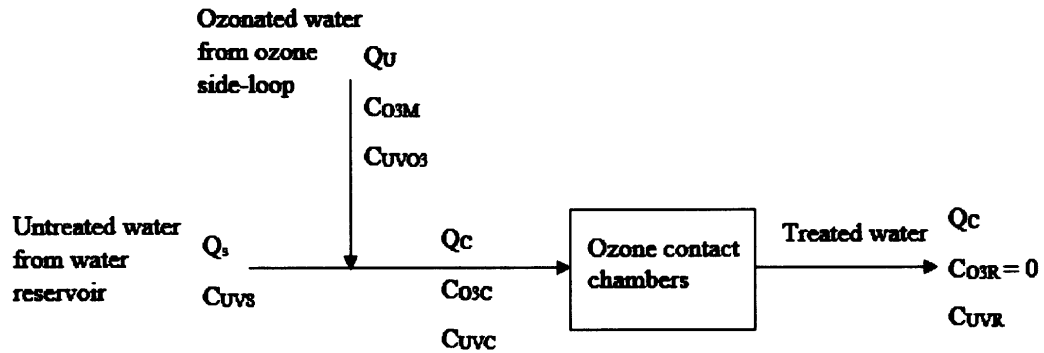 Ozonated water
from ozone
side-loop
QU
CO3M
CUVO3
Untreated water
from water
reservoir
Qs
CUVS
QC
CO3C
CUVC
Ozone contact
chambers
Treated water
QC
CO3R = 0
CUVR